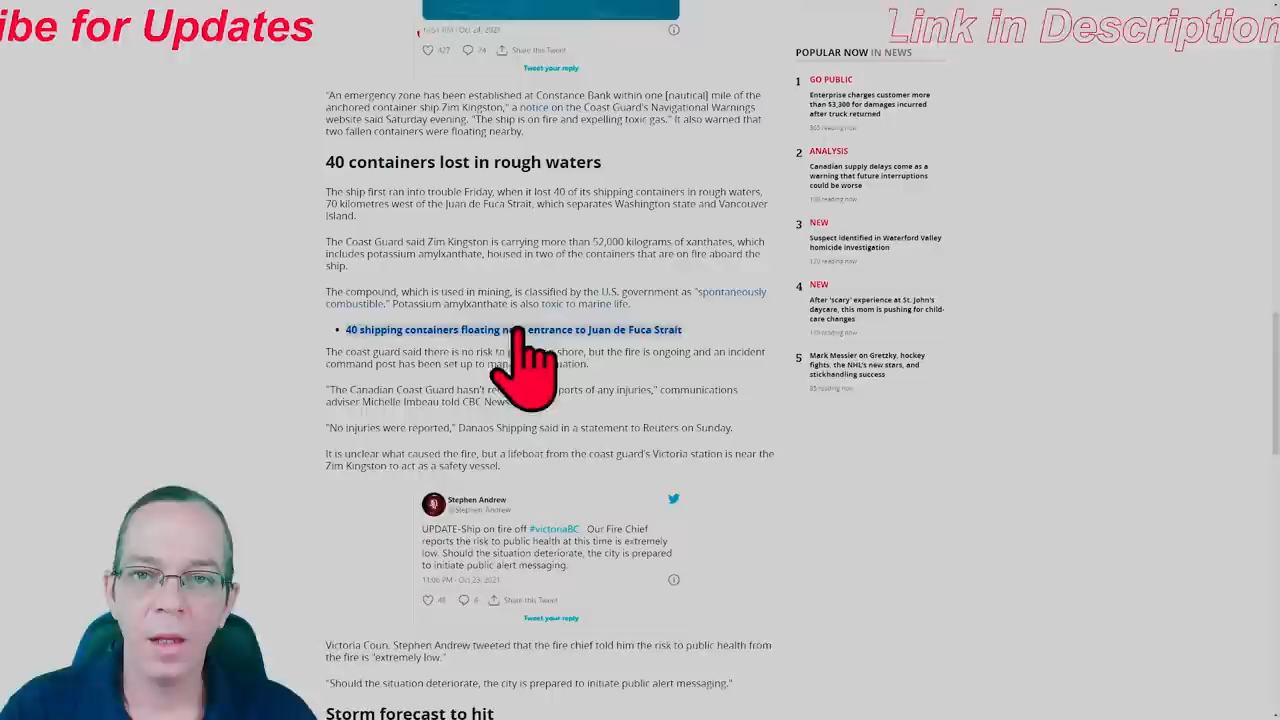 ibe for Updates
Link in Description
10:51 PM · Oct 24, 2021
427 74 Share this Tweet
Tweet your reply
"An emergency zone has been established at Constance Bank within one [nautical] mile of the
anchored container ship Zim Kingston," a notice on the Coast Guard's Navigational Warnings
website said Saturday evening. "The ship is on fire and expelling toxic gas." It also warned that
two fallen containers were floating nearby.
40 containers lost in rough waters
The ship first ran into trouble Friday, when it lost 40 of its shipping containers in rough waters,
70 kilometres west of the Juan de Fuca Strait, which separates Washington state and Vancouver
Island.
The Coast Guard said Zim Kingston is carrying more than 52,000 kilograms of xanthates, which
includes potassium amylxanthate, housed in two of the containers that are on fire aboard the
ship.
The compound, which is used in mining, is classified by the U.S. government as "spontaneously
combustible." Potassium amylxanthate is also toxic to marine life.
• 40 shipping containers floating entrance to Juan de Fuca Strait
The coast guard said there is no risk to shore, but the fire is ongoing and an incident
command post has been set up to
"The Canadian Coast Guard hasn't ports of any injuries," communications
adviser Michelle Imbeau told CBC News
"No injuries were reported," Danaos Shipping said in a statement to Reuters on Sunday.
It is unclear what caused the fire, but a lifeboat from the coast guard's Victoria station is near the
Zim Kingston to act as a safety vessel.
Stephen Andrew
@Stephen_Andrew
UPDATE-Ship on fire off #victoriaBC Our Fire Chief
reports the risk to public health at this time is extremely
low. Should the situation deteriorate, the city is prepared
to initiate public alert messaging.
11:06 PM · Oct 23, 2021
48 6 Share this Tweet
Tweet your reply
Victoria Coun. Stephen Andrew tweeted that the fire chief told him the risk to public health from
the fire is "extremely low."
"Should the situation deteriorate, the city is prepared to initiate public alert messaging."
Storm forecast to hit
POPULAR NOW IN NEWS
1 GO PUBLIC
Enterprise charges customer more
than $3,300 for damages incurred
after truck returned
reading now
2 ANALYSIS
Canadian supply delays come as a
warning that future interruptions
could be worse
reading now
3 NEW
Suspect identified in Waterford Valley
homicide investigation
reading now
4 NEW
After 'scary' experience at St. John's
daycare, this mom is pushing for child-
care changes
reading now
5 Mark Messier on Gretzky, hockey
fights, the NHL's new stars, and
stickhandling success
reading now